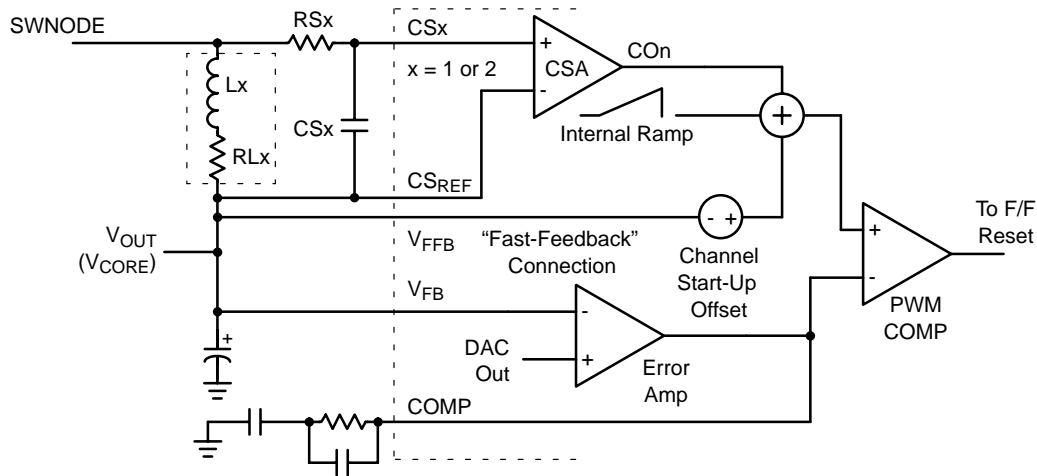 SWNODE
RSx
CSx
COn
+
CSA
-
x = 1 or 2
Lx
CSx
Internal Ramp
+
RLx
CSREF
- +
To F/F
Reset
VOUT
(VCORE)
VFFB
“Fast-Feedback”
Connection
Channel
Start-Up
Offset
+
-
PWM
COMP
VFB
-
+
DAC
Out
Error
Amp
+
COMP